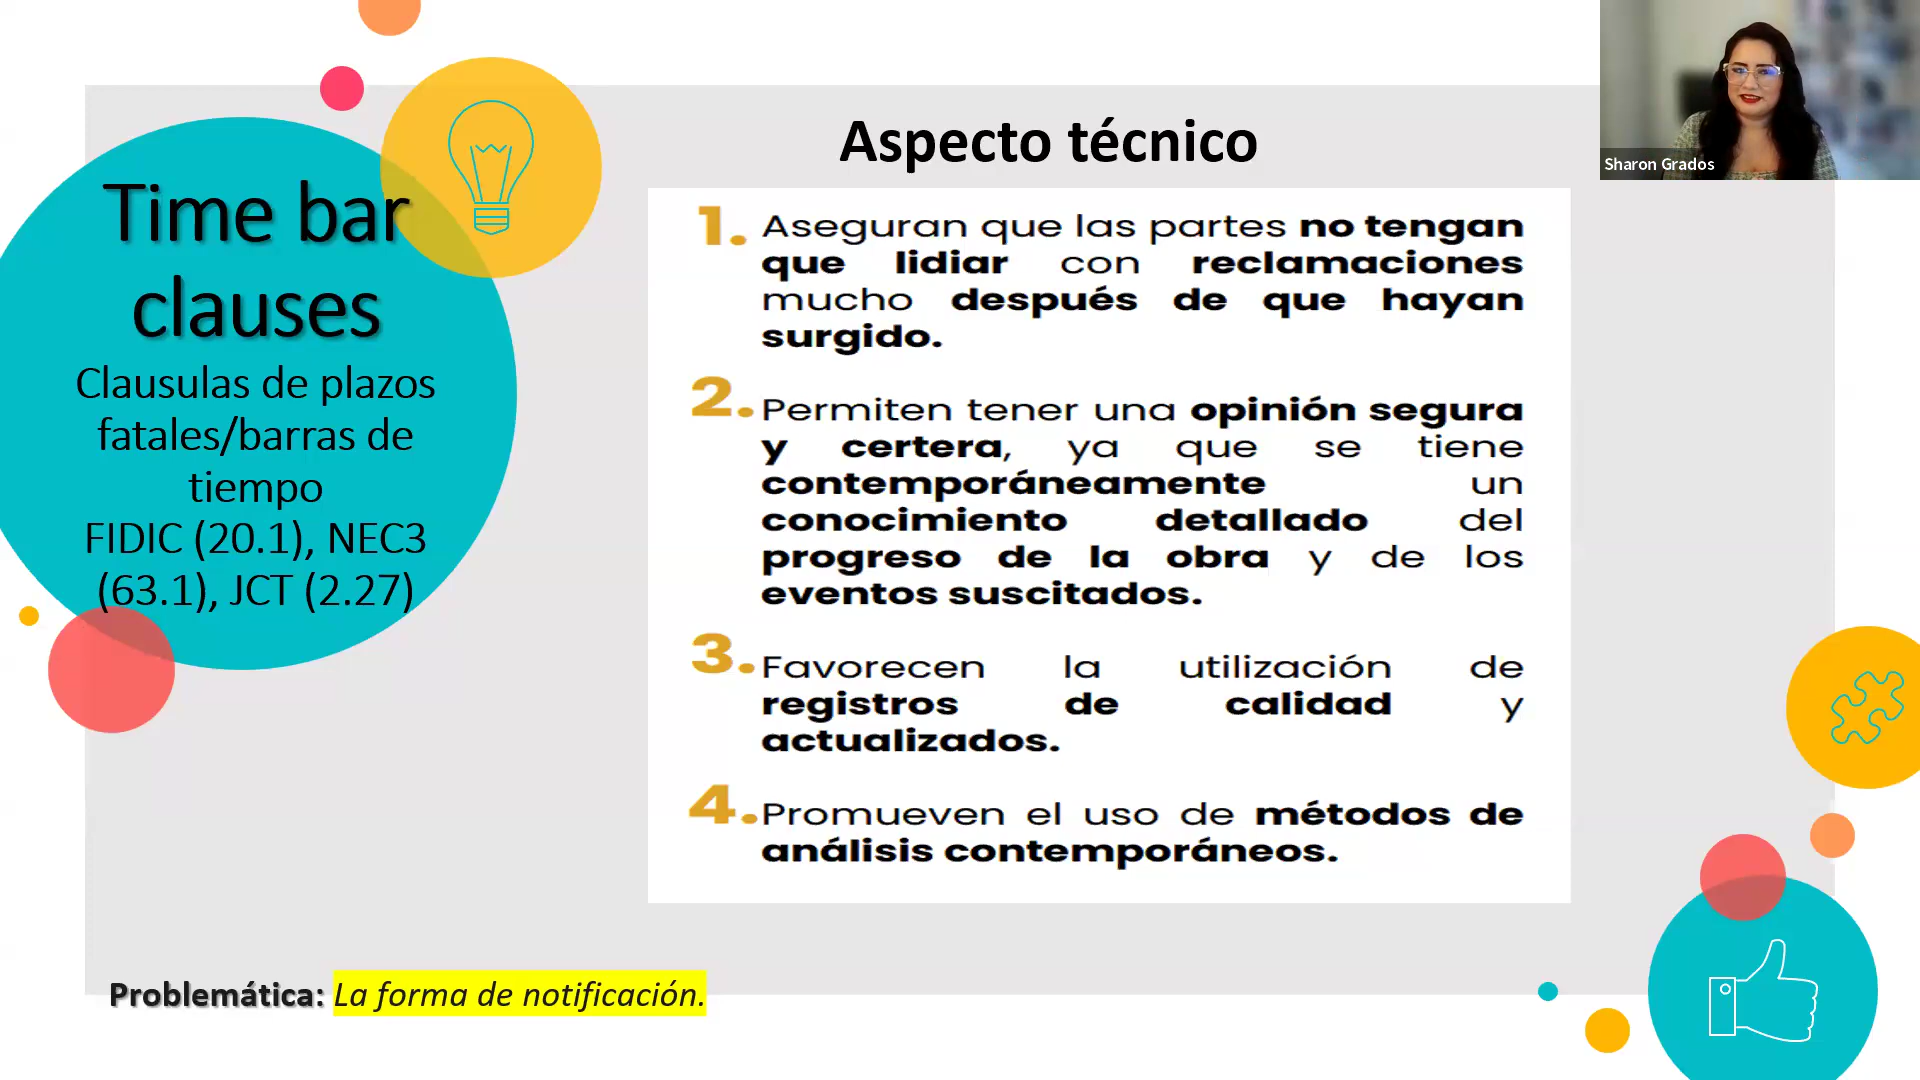 Time bar
clauses
Clausulas de plazos
fatales/barras de
tiempo
FIDIC (20.1), NEC3
(63.1), JCT (2.27)
Aspecto técnico
1. Aseguran que las partes no tengan
que lidiar con reclamaciones
mucho después de que hayan
surgido.
2. Permiten tener una opinión segura
y certera, ya que se tiene
contemporáneamente un
conocimiento detallado del
progreso de la obra y de los
eventos suscitados.
3. Favorecen la utilización de
registros de calidad y
actualizados.
4. Promueven el uso de métodos de
análisis contemporáneos.
Problemática: La forma de notificación.
Sharon Grados